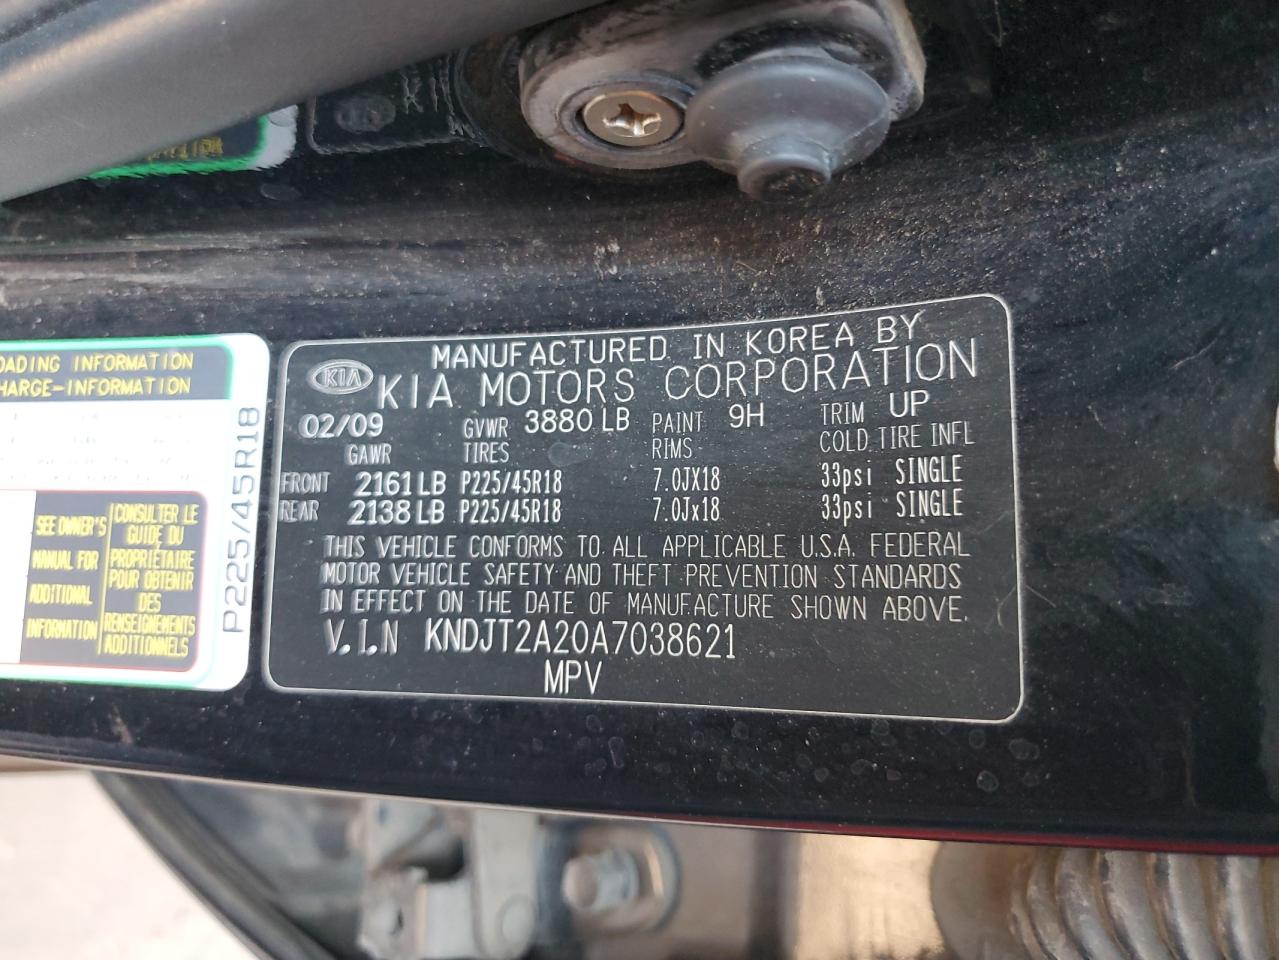 OADING INFORMATION
CHARGE-INFORMATION
SEE OWNER'S
MANUAL FOR
ADDITIONAL
INFORMATION
CONSULTER LE
GUIDE DU
PROPRIÉTAIRE
POUR OBTENIR
DES
RENSEIGNEMENTS
ADDITIONNELS
P225/45R18
KIA
MANUFACTURED IN KOREA BY
KIA MOTORS CORPORATION
02/09 GVWR 3880 LB PAINT 9H TRIM UP
GAWR TIRES RIMS COLD TIRE INFL
FRONT 2161 LB P225/45R18 7.0JX18 33psi SINGLE
REAR 2138 LB P225/45R18 7.0Jx18 33psi SINGLE
THIS VEHICLE CONFORMS TO ALL APPLICABLE U.S.A. FEDERAL
MOTOR VEHICLE SAFETY AND THEFT PREVENTION STANDARDS
IN EFFECT ON THE DATE OF MANUFACTURE SHOWN ABOVE.
V.I.N KNDJT2A20A7038621
MPV